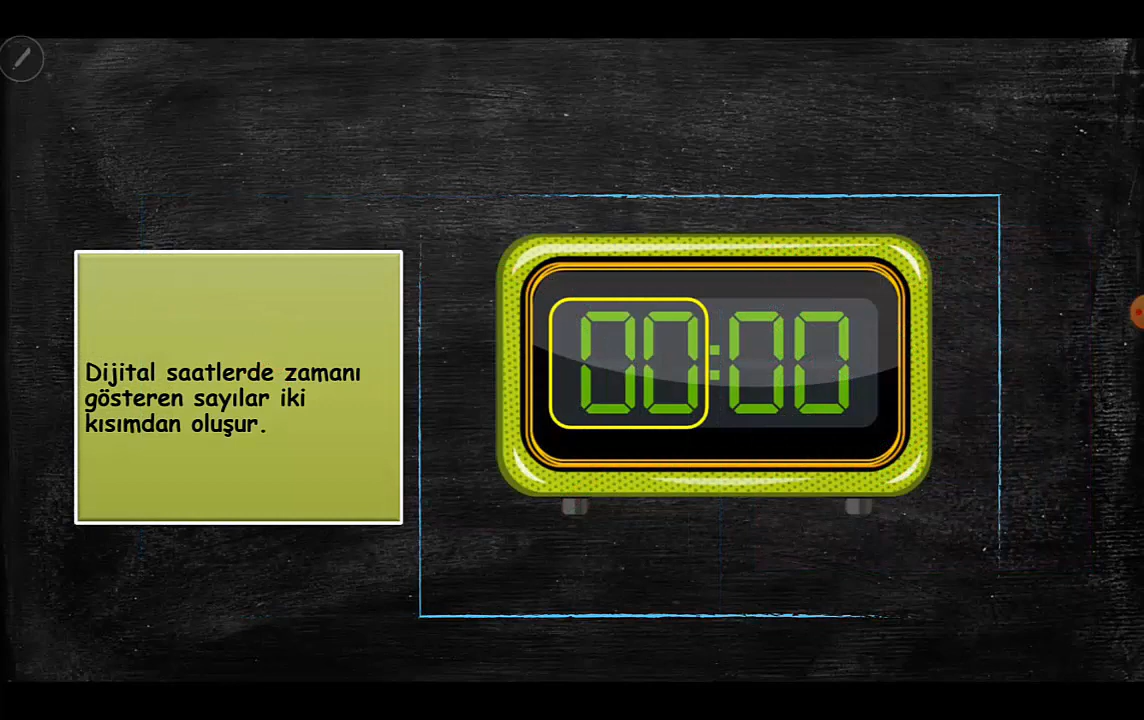 Dijital saatlerde zamanı
gösteren sayılar iki
kısımdan oluşur.
00:00